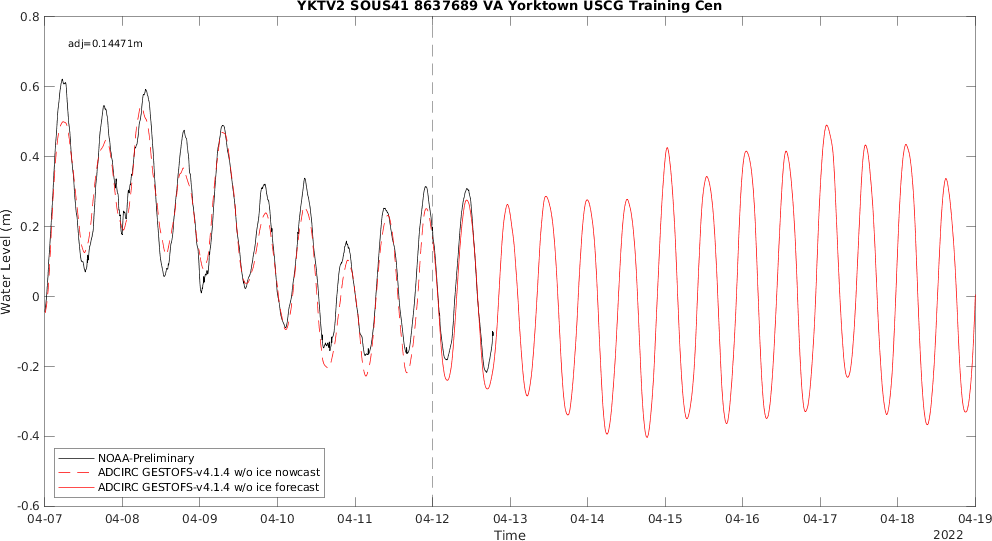 YKTV2 SOUS41 8637689 VA Yorktown USCG Training Cen
adj=0.14471m
0.8
0.6
0.4
0.2
0
-0.2
-0.4
-0.6
Water Level (m)
NOAA-Preliminary
ADCIRC GESTOFS-v4.1.4 w/o ice nowcast
ADCIRC GESTOFS-v4.1.4 w/o ice forecast
04-07 04-08 04-09 04-10 04-11 04-12 04-13 04-14 04-15 04-16 04-17 04-18 04-19
Time
2022